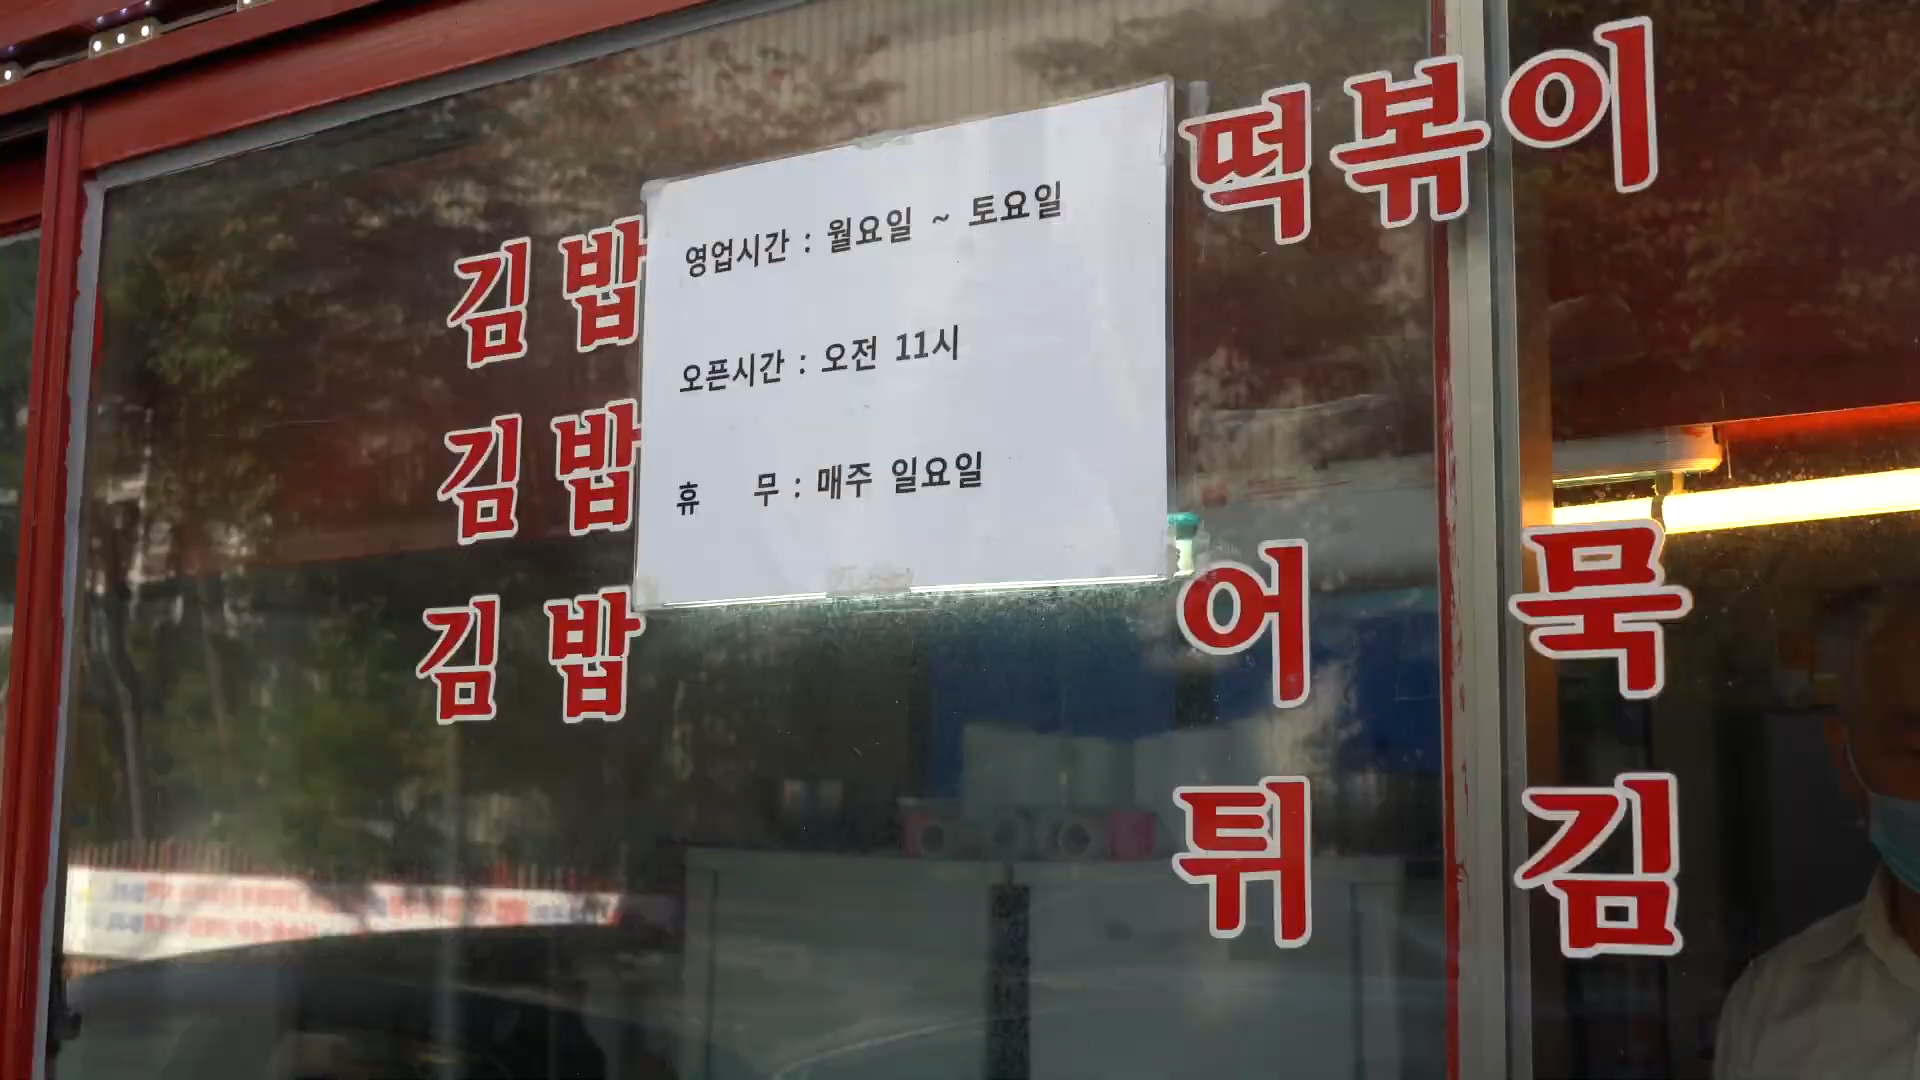 영업시간 : 월요일 ~ 토요일
오픈시간 : 오전 11시
휴 무 : 매주 일요일
김밥
김밥
김밥
떡볶이
어묵
튀김